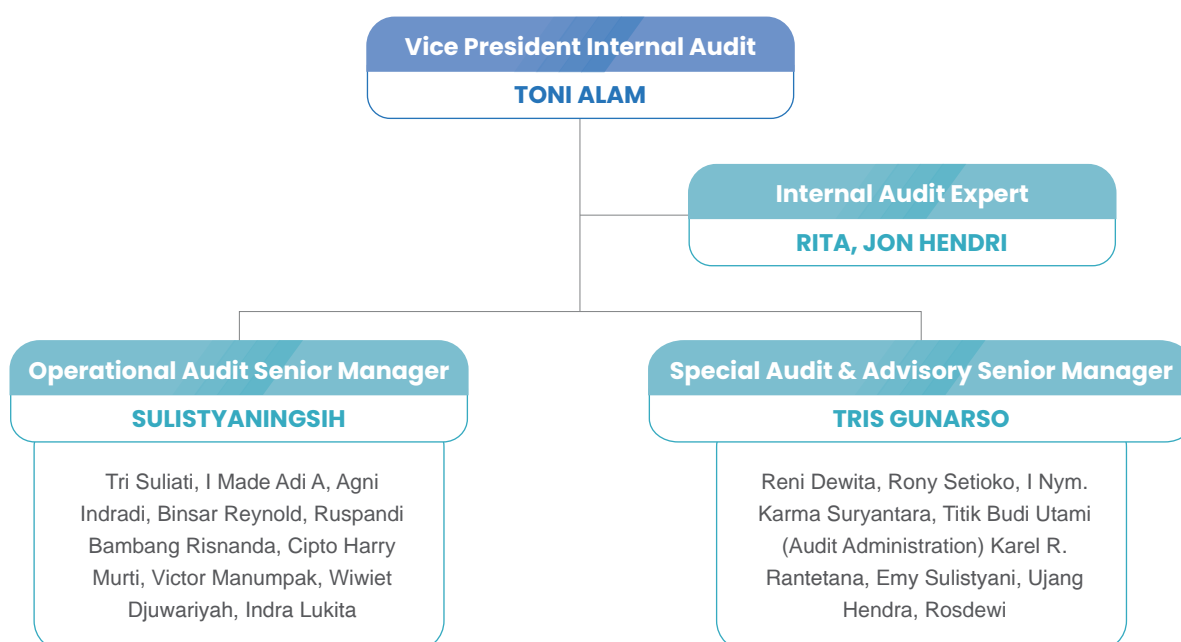 Vice President Internal Audit
TONI ALAM
Internal Audit Expert
RITA, JON HENDRI
Operational Audit Senior Manager
SULISTYANINGSIH
Tri Suliati, I Made Adi A, Agni
Indradi, Binsar Reynold, Ruspandi
Bambang Risnanda, Cipto Harry
Murti, Victor Manumpak, Wiwiet
Djuwariyah, Indra Lukita
Special Audit & Advisory Senior Manager
TRIS GUNARSO
Reni Dewita, Rony Setioko, I Nym.
Karma Suryantara, Titik Budi Utami
(Audit Administration) Karel R.
Rantetana, Emy Sulistyani, Ujang
Hendra, Rosdewi